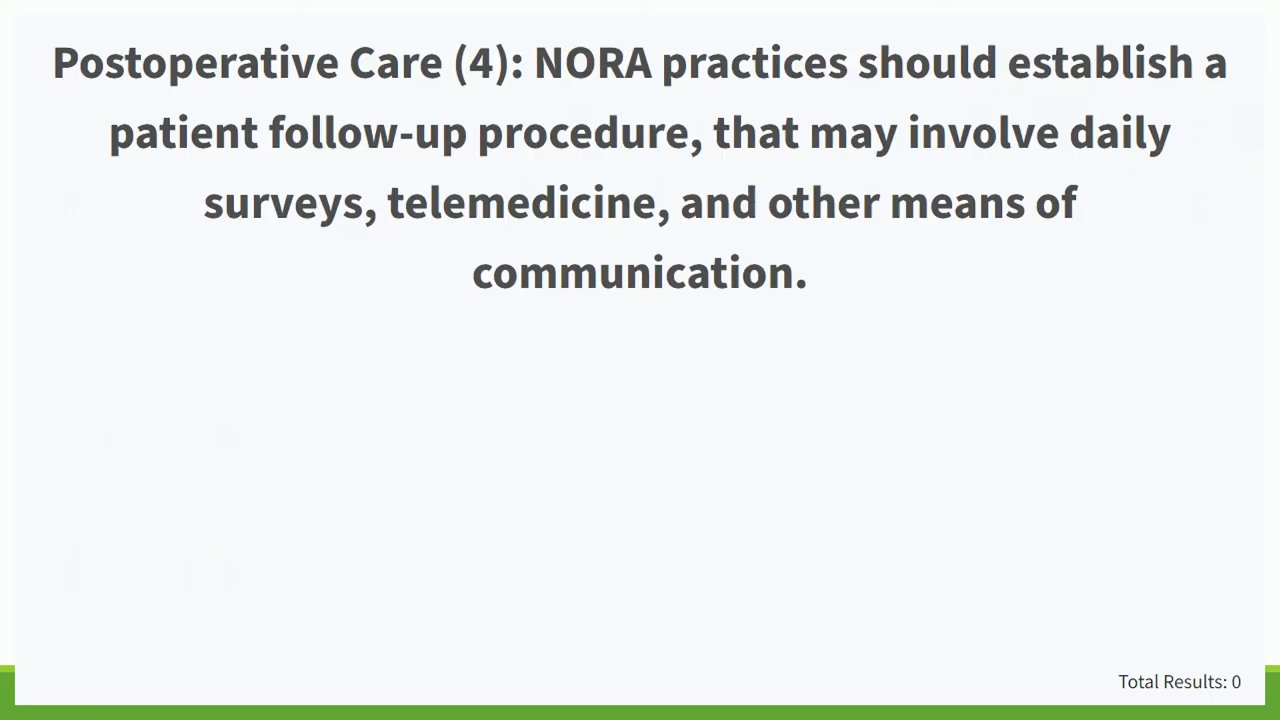 Postoperative Care (4): NORA practices should establish a
patient follow-up procedure, that may involve daily
surveys, telemedicine, and other means of
communication.
Total Results: 0